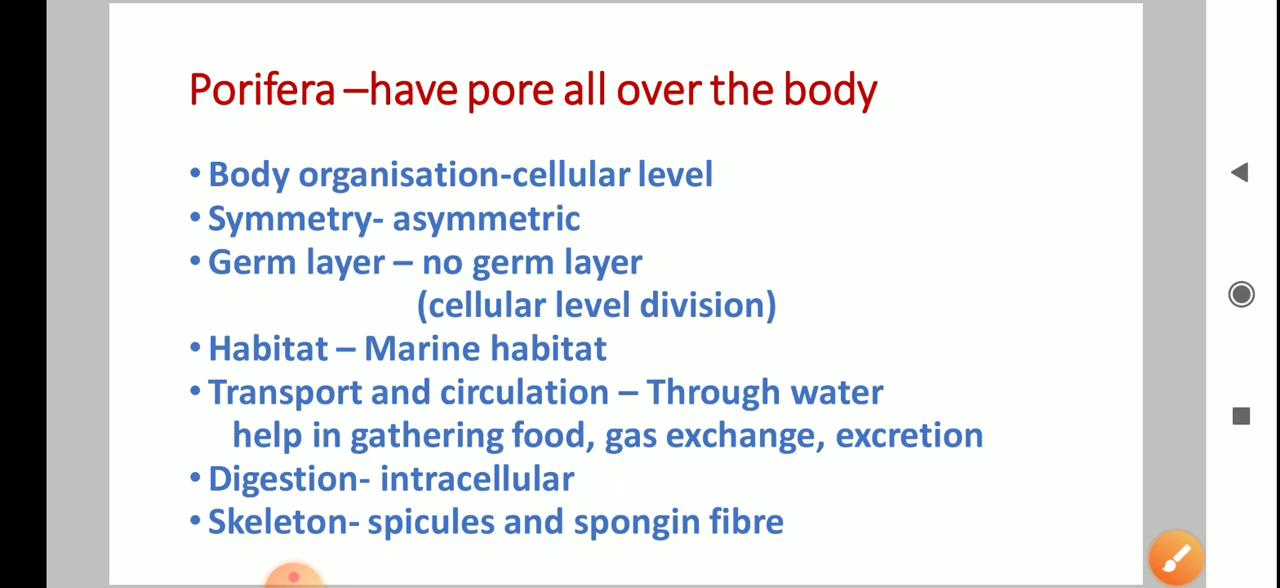 Porifera –have pore all over the body
• Body organisation-cellular level
• Symmetry- asymmetric
• Germ layer – no germ layer
(cellular level division)
• Habitat – Marine habitat
• Transport and circulation – Through water
help in gathering food, gas exchange, excretion
• Digestion- intracellular
• Skeleton- spicules and spongin fibre